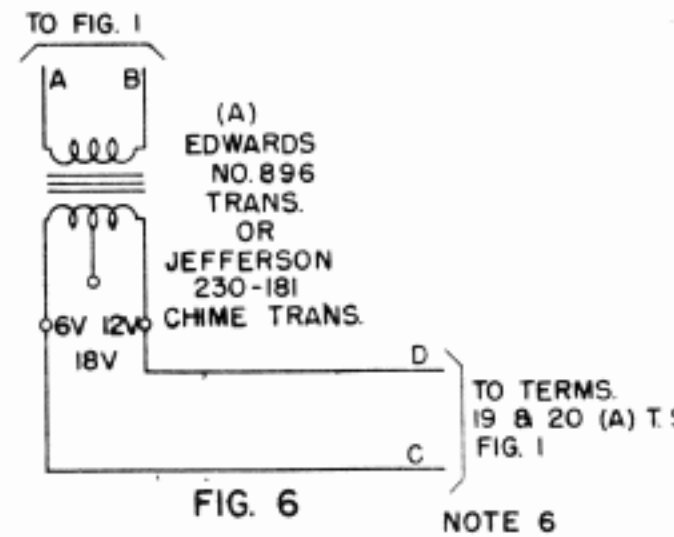 TO FIG. 1
A B
(A)
EDWARDS
NO. 896
TRANS.
OR
JEFFERSON
230-181
CHIME TRANS.
6V 12V
18V
D
TO TERMS.
19 & 20 (A) T.S
FIG. 1
C
FIG. 6
NOTE 6